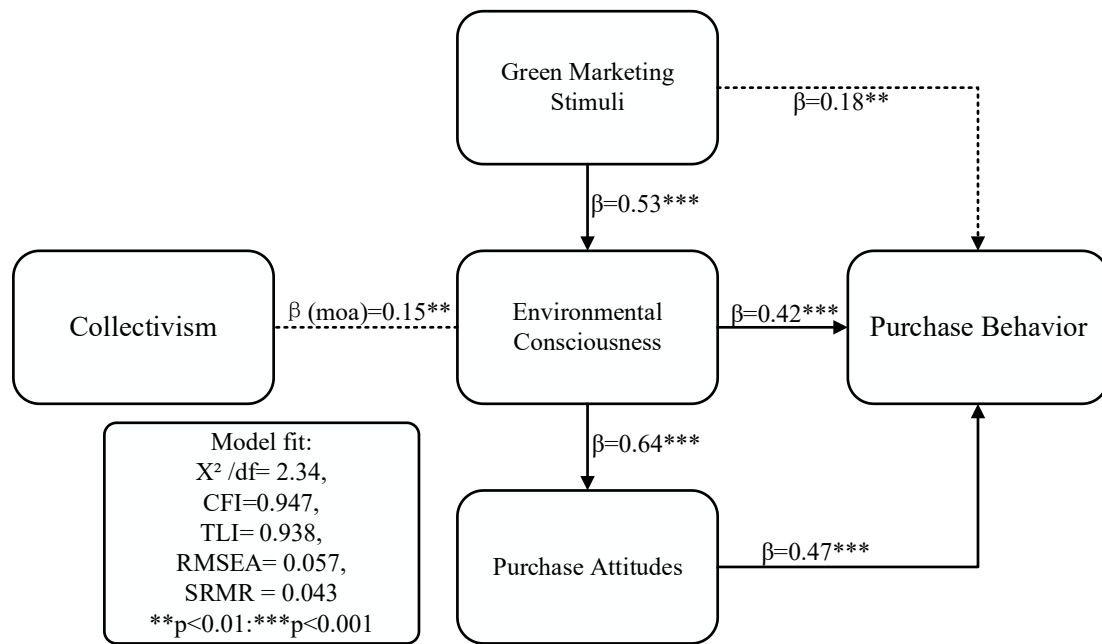 Green Marketing
Stimuli
β=0.18**
β=0.53***
Collectivism
β (moa)=0.15**
Environmental
Consciousness
β=0.42***
Purchase Behavior
β=0.64***
Model fit:
X² /df= 2.34,
CFI=0.947,
TLI= 0.938,
RMSEA= 0.057,
SRMR = 0.043
**p<0.01:***p<0.001
Purchase Attitudes
β=0.47***